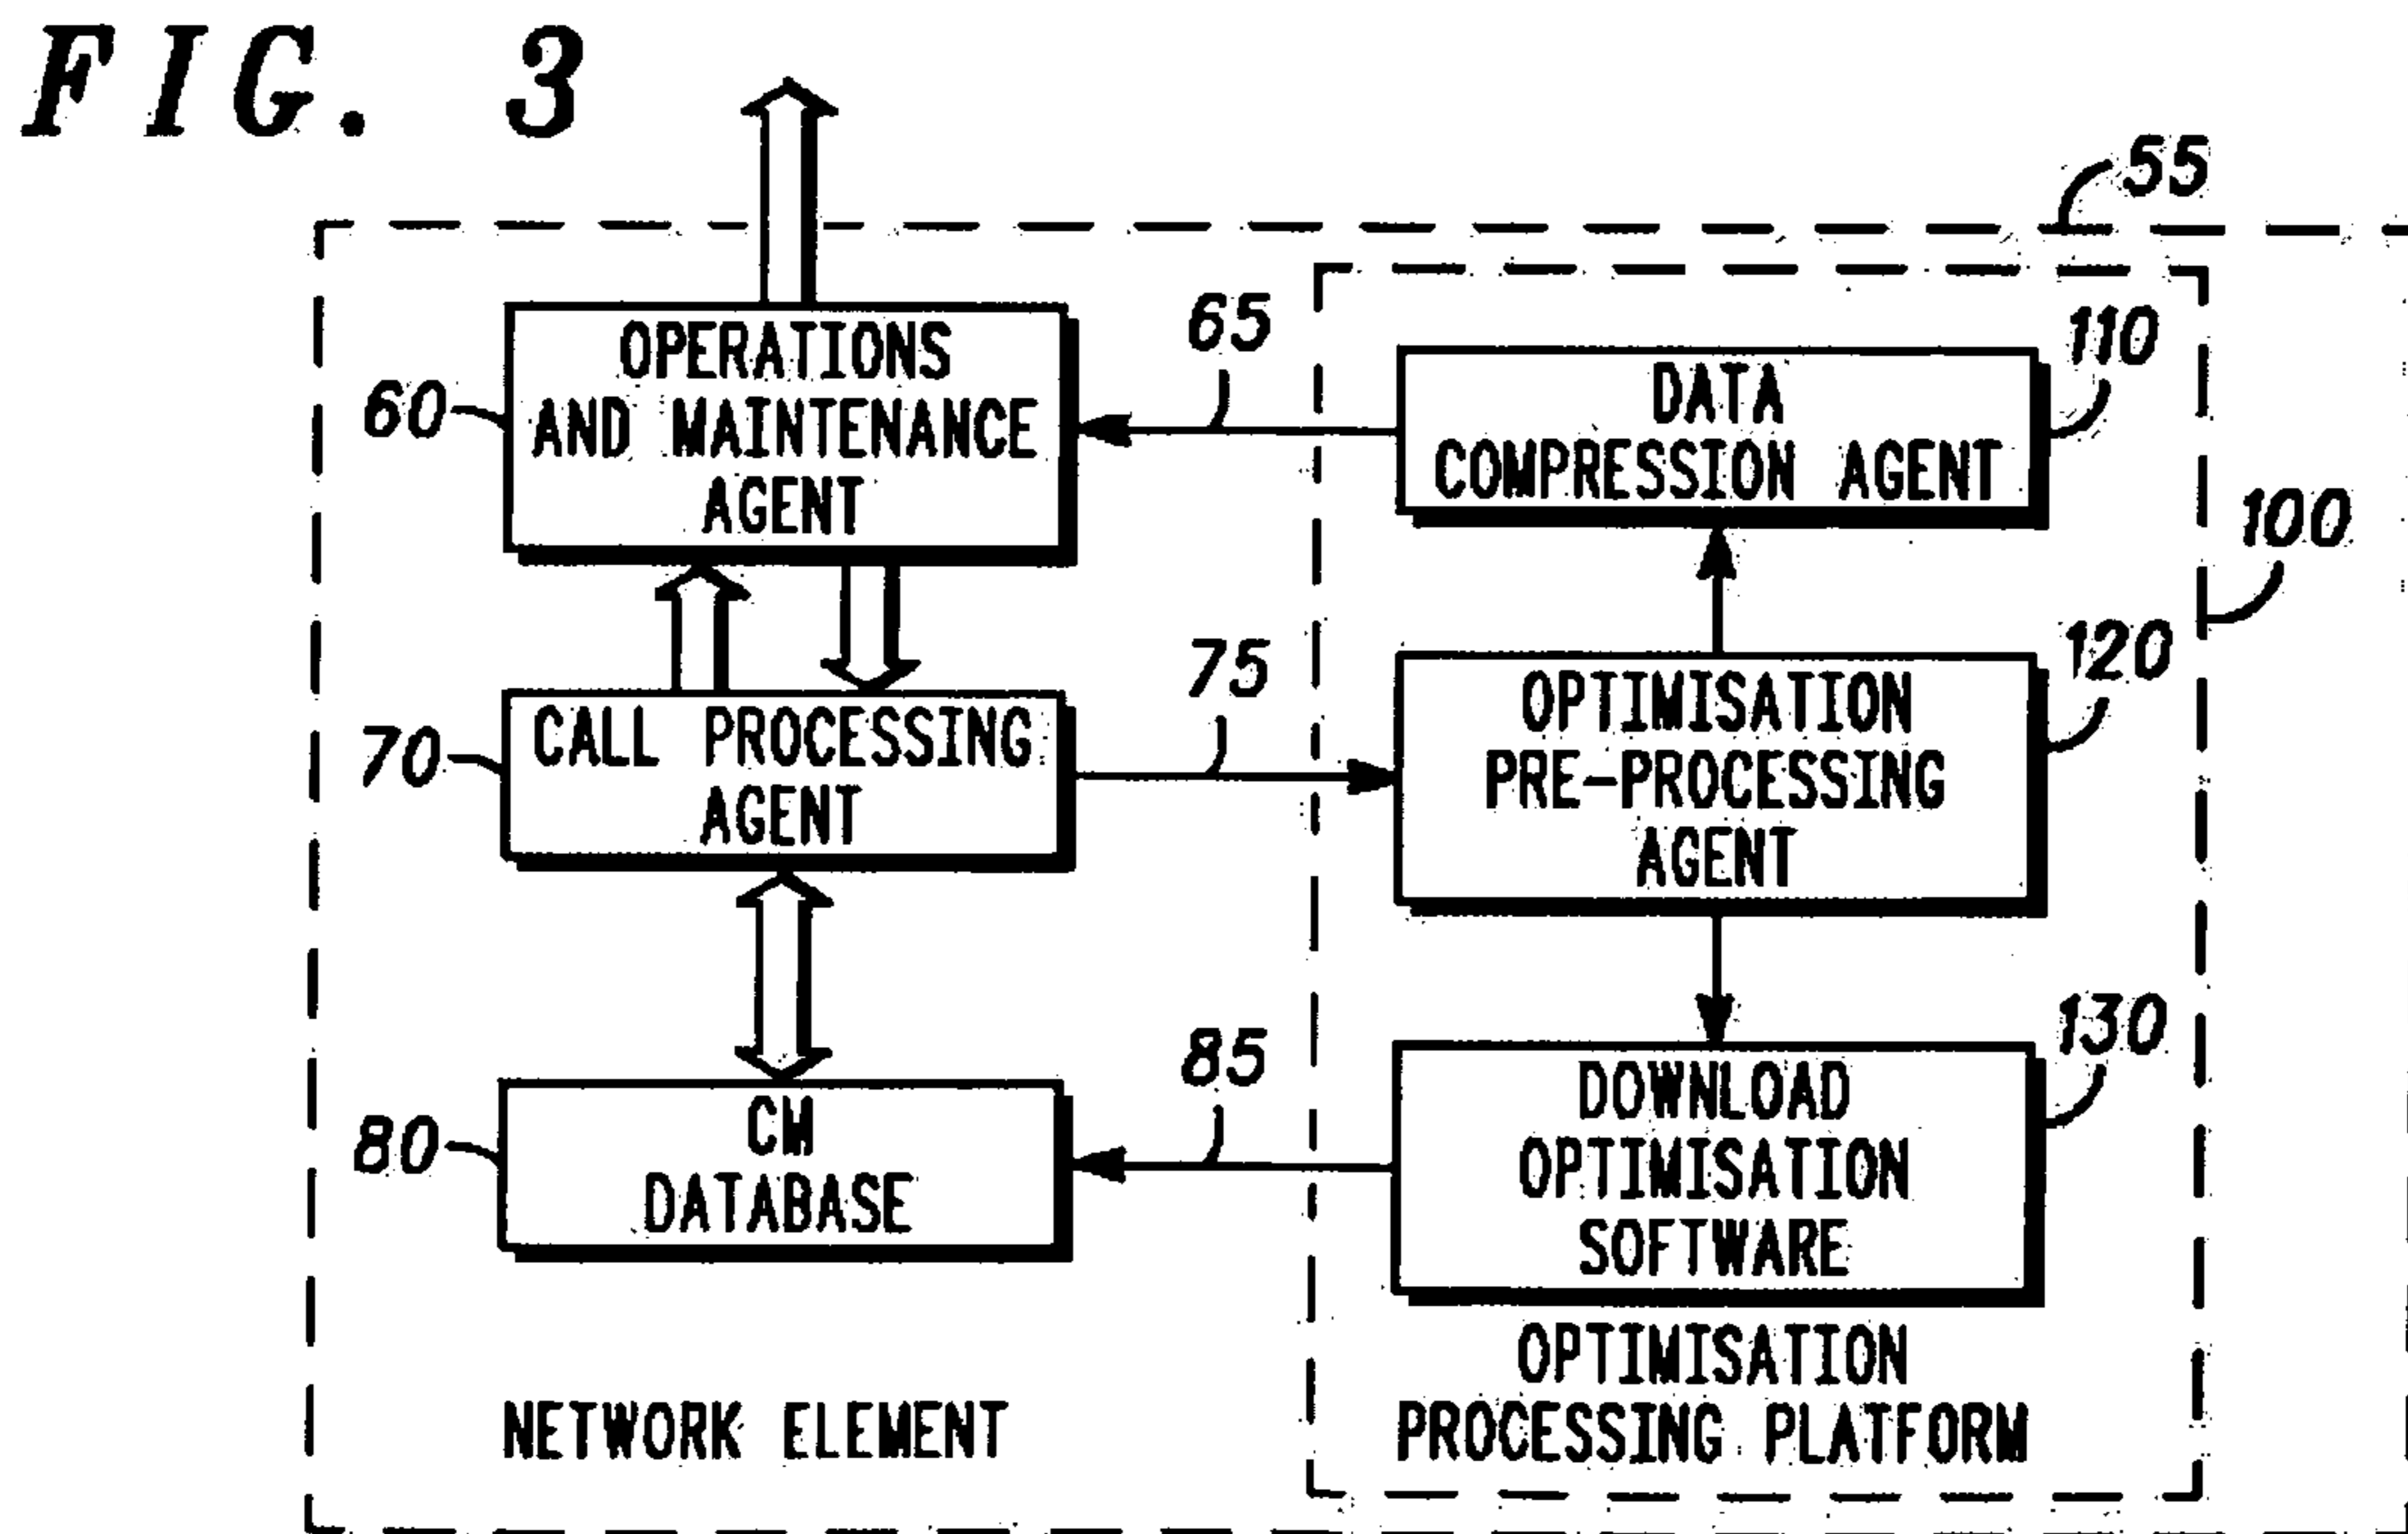 FIG. 3
55
OPERATIONS
AND MAINTENANCE
AGENT
60
65
DATA
COMPRESSION AGENT
110
100
CALL PROCESSING
AGENT
70
75
OPTIMISATION
PRE-PROCESSING
AGENT
120
CM
DATABASE
80
85
DOWNLOAD
OPTIMISATION
SOFTWARE
130
NETWORK ELEMENT
OPTIMISATION
PROCESSING PLATFORM